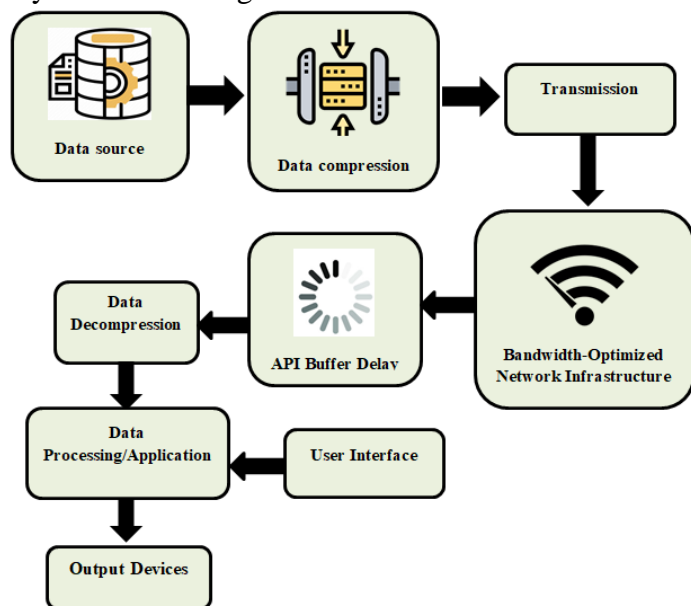 Data source
Data compression
Transmission
Bandwidth-Optimized
Network Infrastructure
API Buffer Delay
Data
Decompression
Data
Processing/Application
User Interface
Output Devices